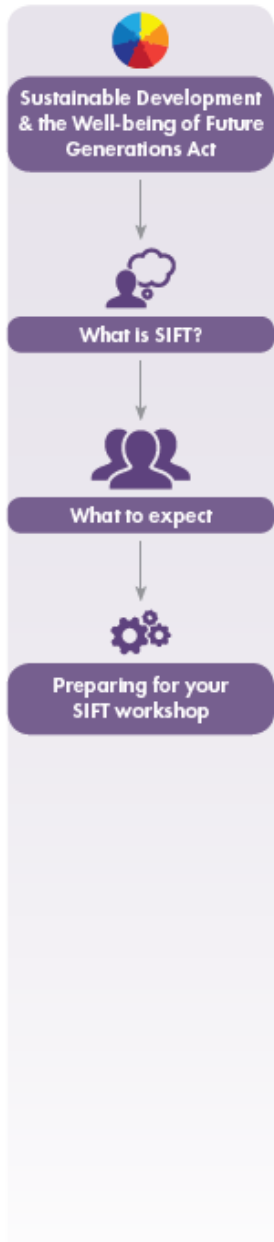 Sustainable Development
& the Well-being of Future
Generations Act
What is SIFT?
What to expect
Preparing for your
SIFT workshop